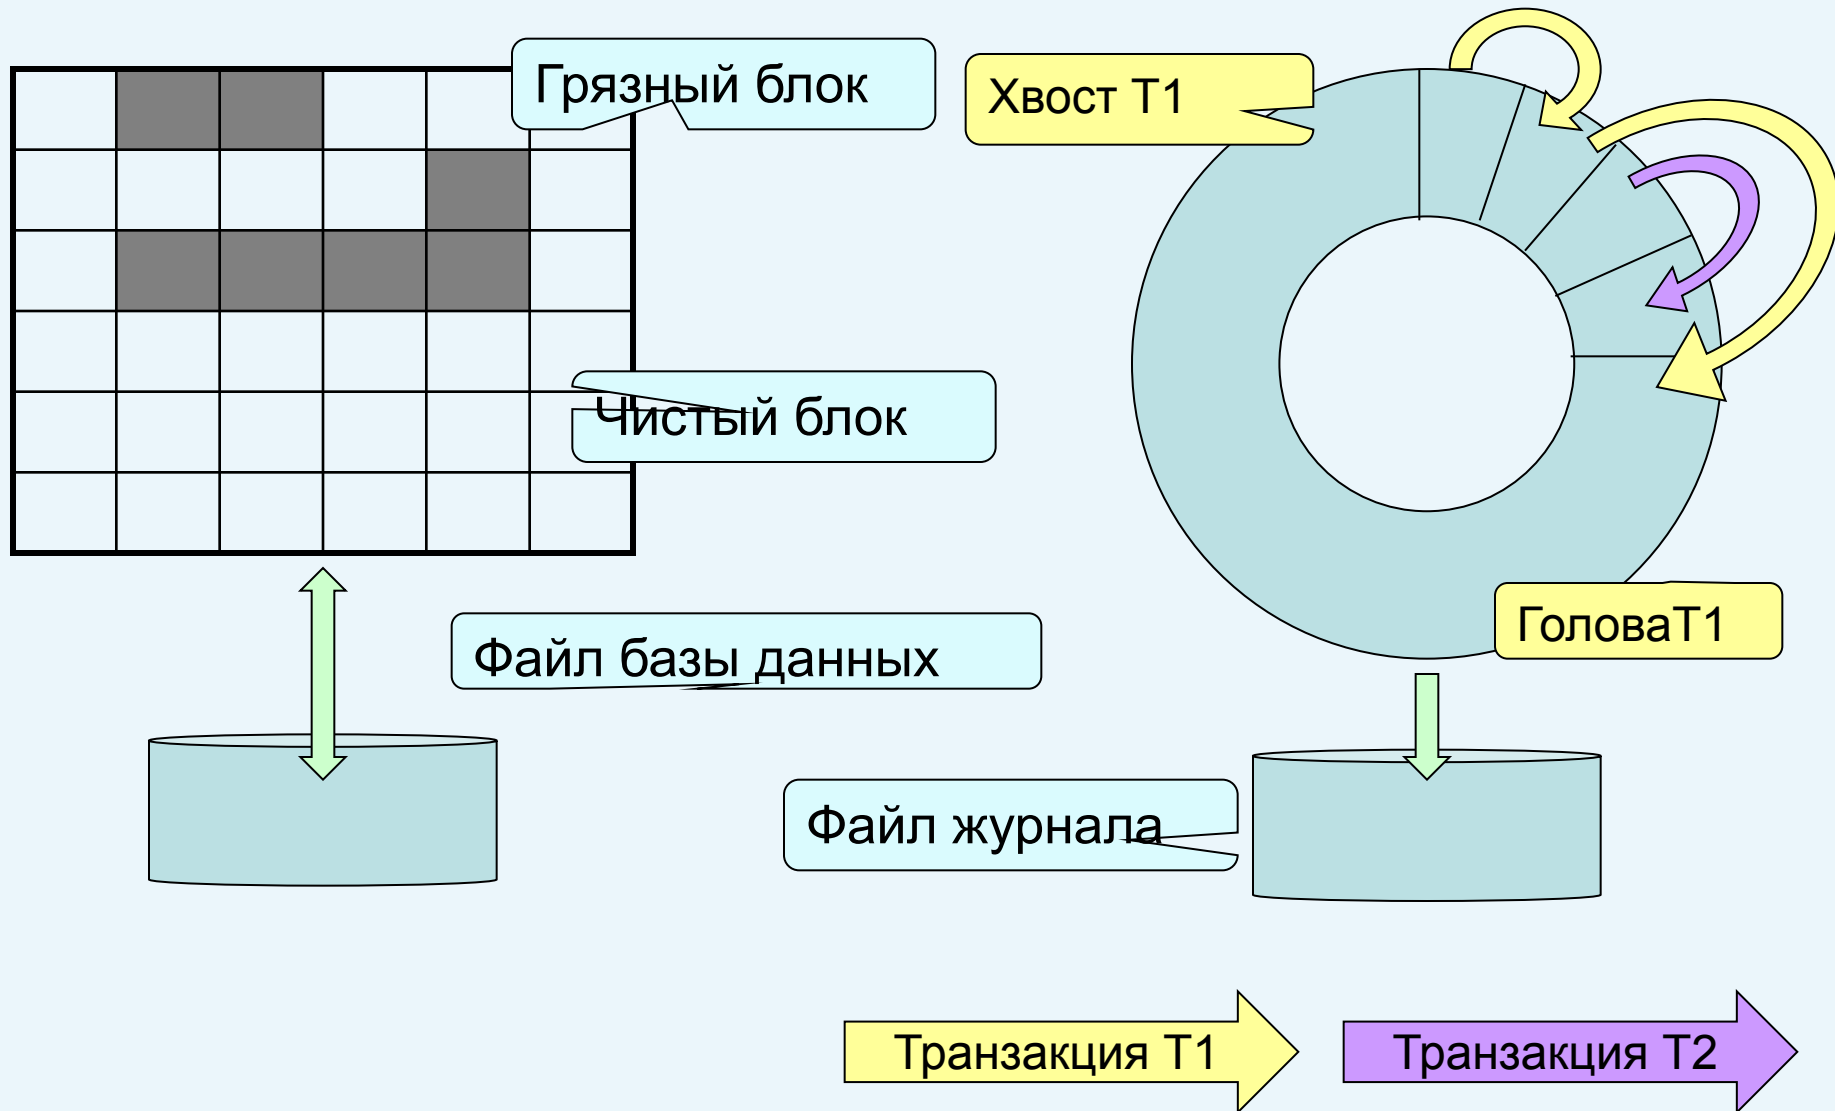 Грязный блок
Хвост Т1
Чистый блок
ГоловаТ1
Файл базы данных
Файл журнала
Транзакция Т1
Транзакция Т2